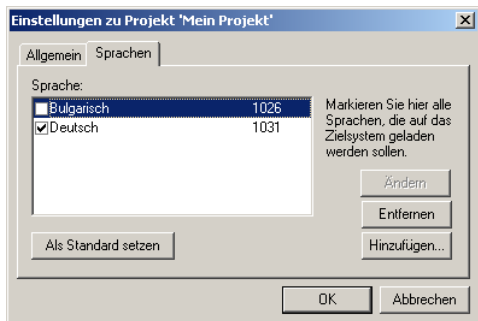 Einstellungen zu Projekt 'Mein Projekt'
Allgemein Sprachen
Sprache:
Bulgarisch 1026
Deutsch 1031
Markieren Sie hier alle
Sprachen, die auf das
Zielsystem geladen
werden sollen.
Ändern
Entfernen
Als Standard setzen
Hinzufügen...
OK Abbrechen